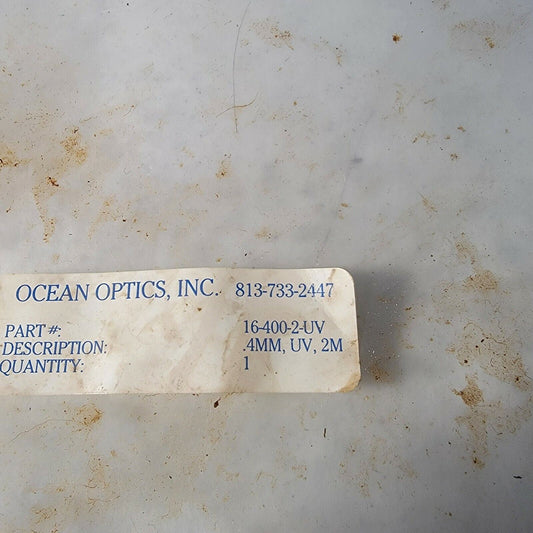 OCEAN OPTICS, INC. 813-733-2447
PART #: 16-400-2-UV
DESCRIPTION: .4MM, UV, 2M
QUANTITY: 1